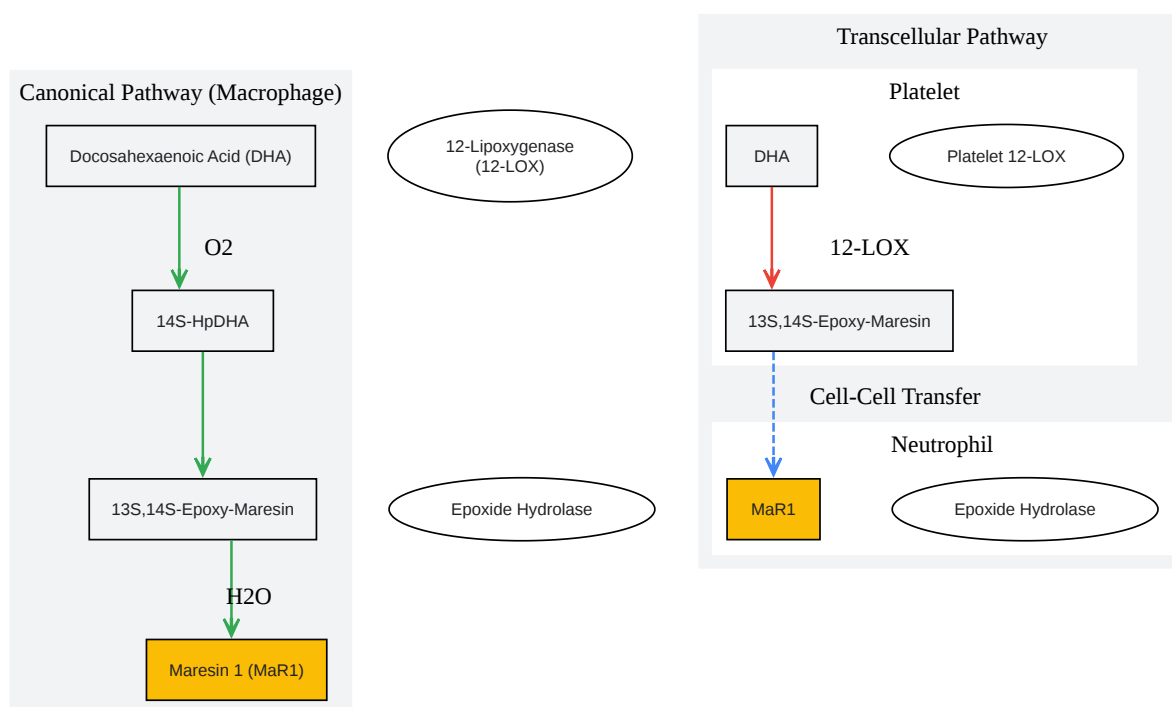 Canonical Pathway (Macrophage)
Docosahexaenoic Acid (DHA)
O2
14S-HpDHA
13S,14S-Epoxy-Maresin
H2O
Maresin 1 (MaR1)
12-Lipoxygenase
(12-LOX)
Epoxide Hydrolase
Transcellular Pathway
Platelet
DHA
Platelet 12-LOX
12-LOX
13S,14S-Epoxy-Maresin
Cell-Cell Transfer
Neutrophil
MaR1
Epoxide Hydrolase